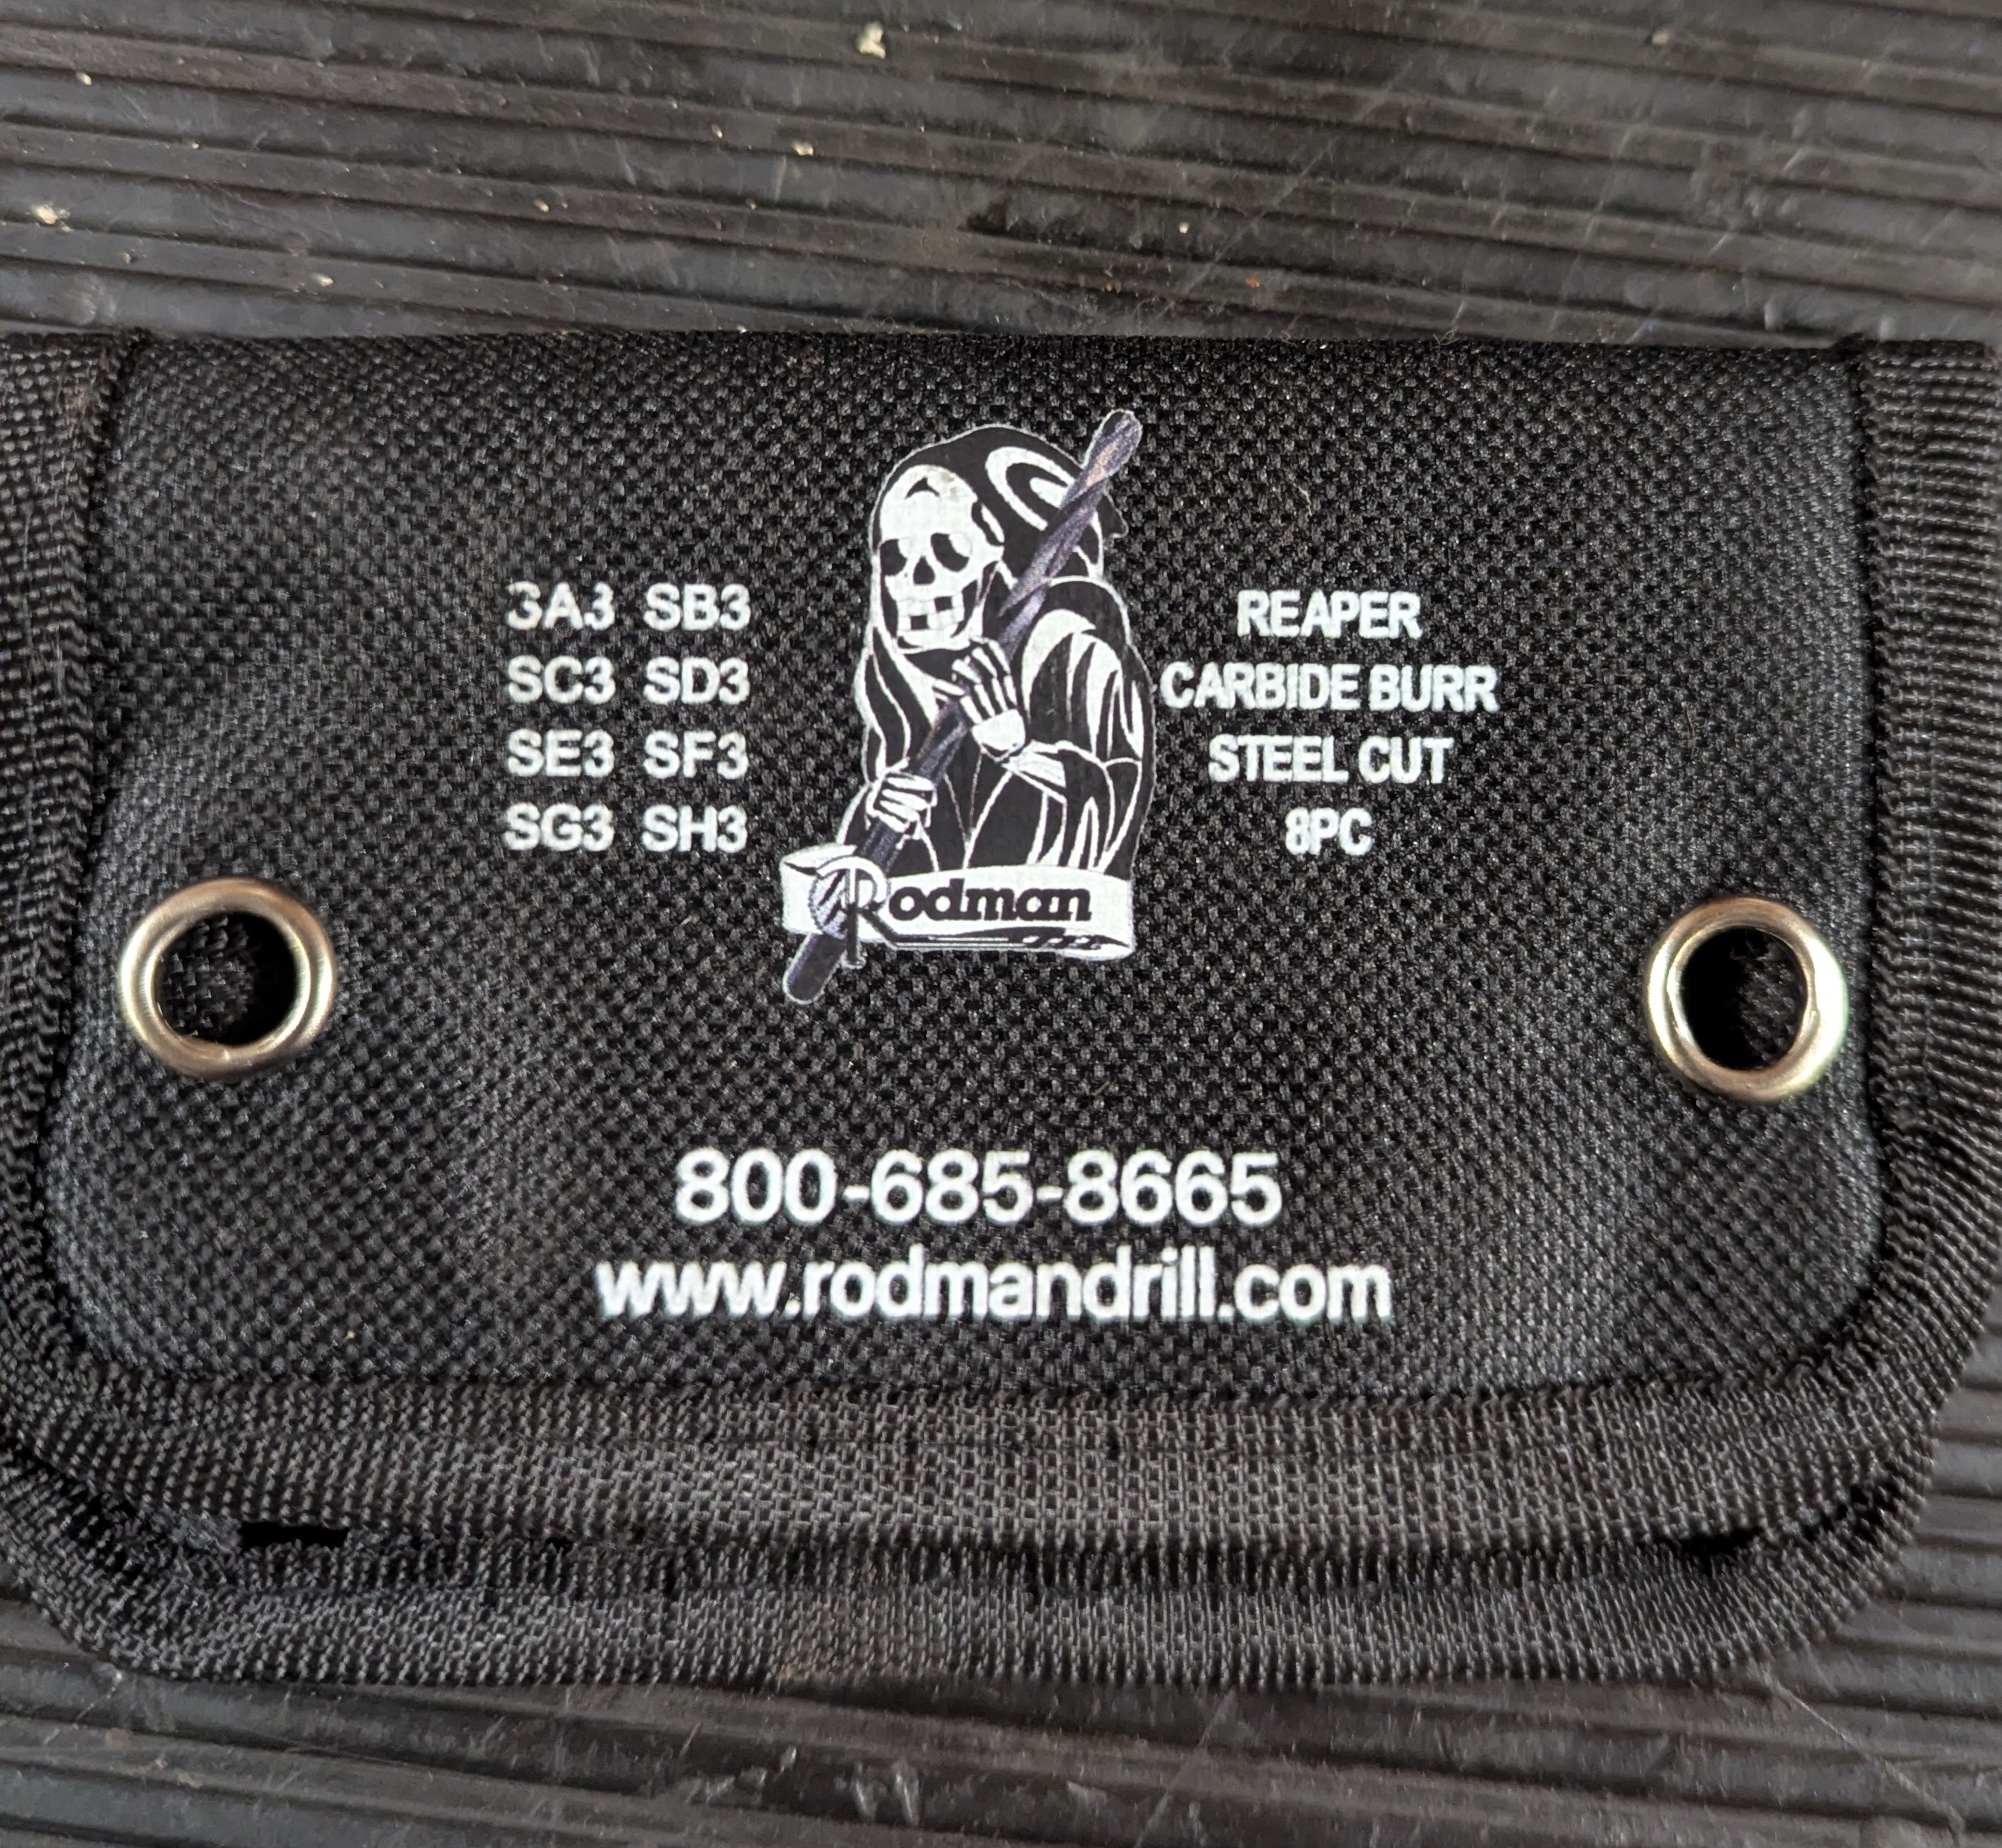 3A3 SB3
SC3 SD3
SE3 SF3
SG3 SH3
REAPER
CARBIDE BURR
STEEL CUT
8PC
Rodman
800-685-8665
www.rodmandrill.com